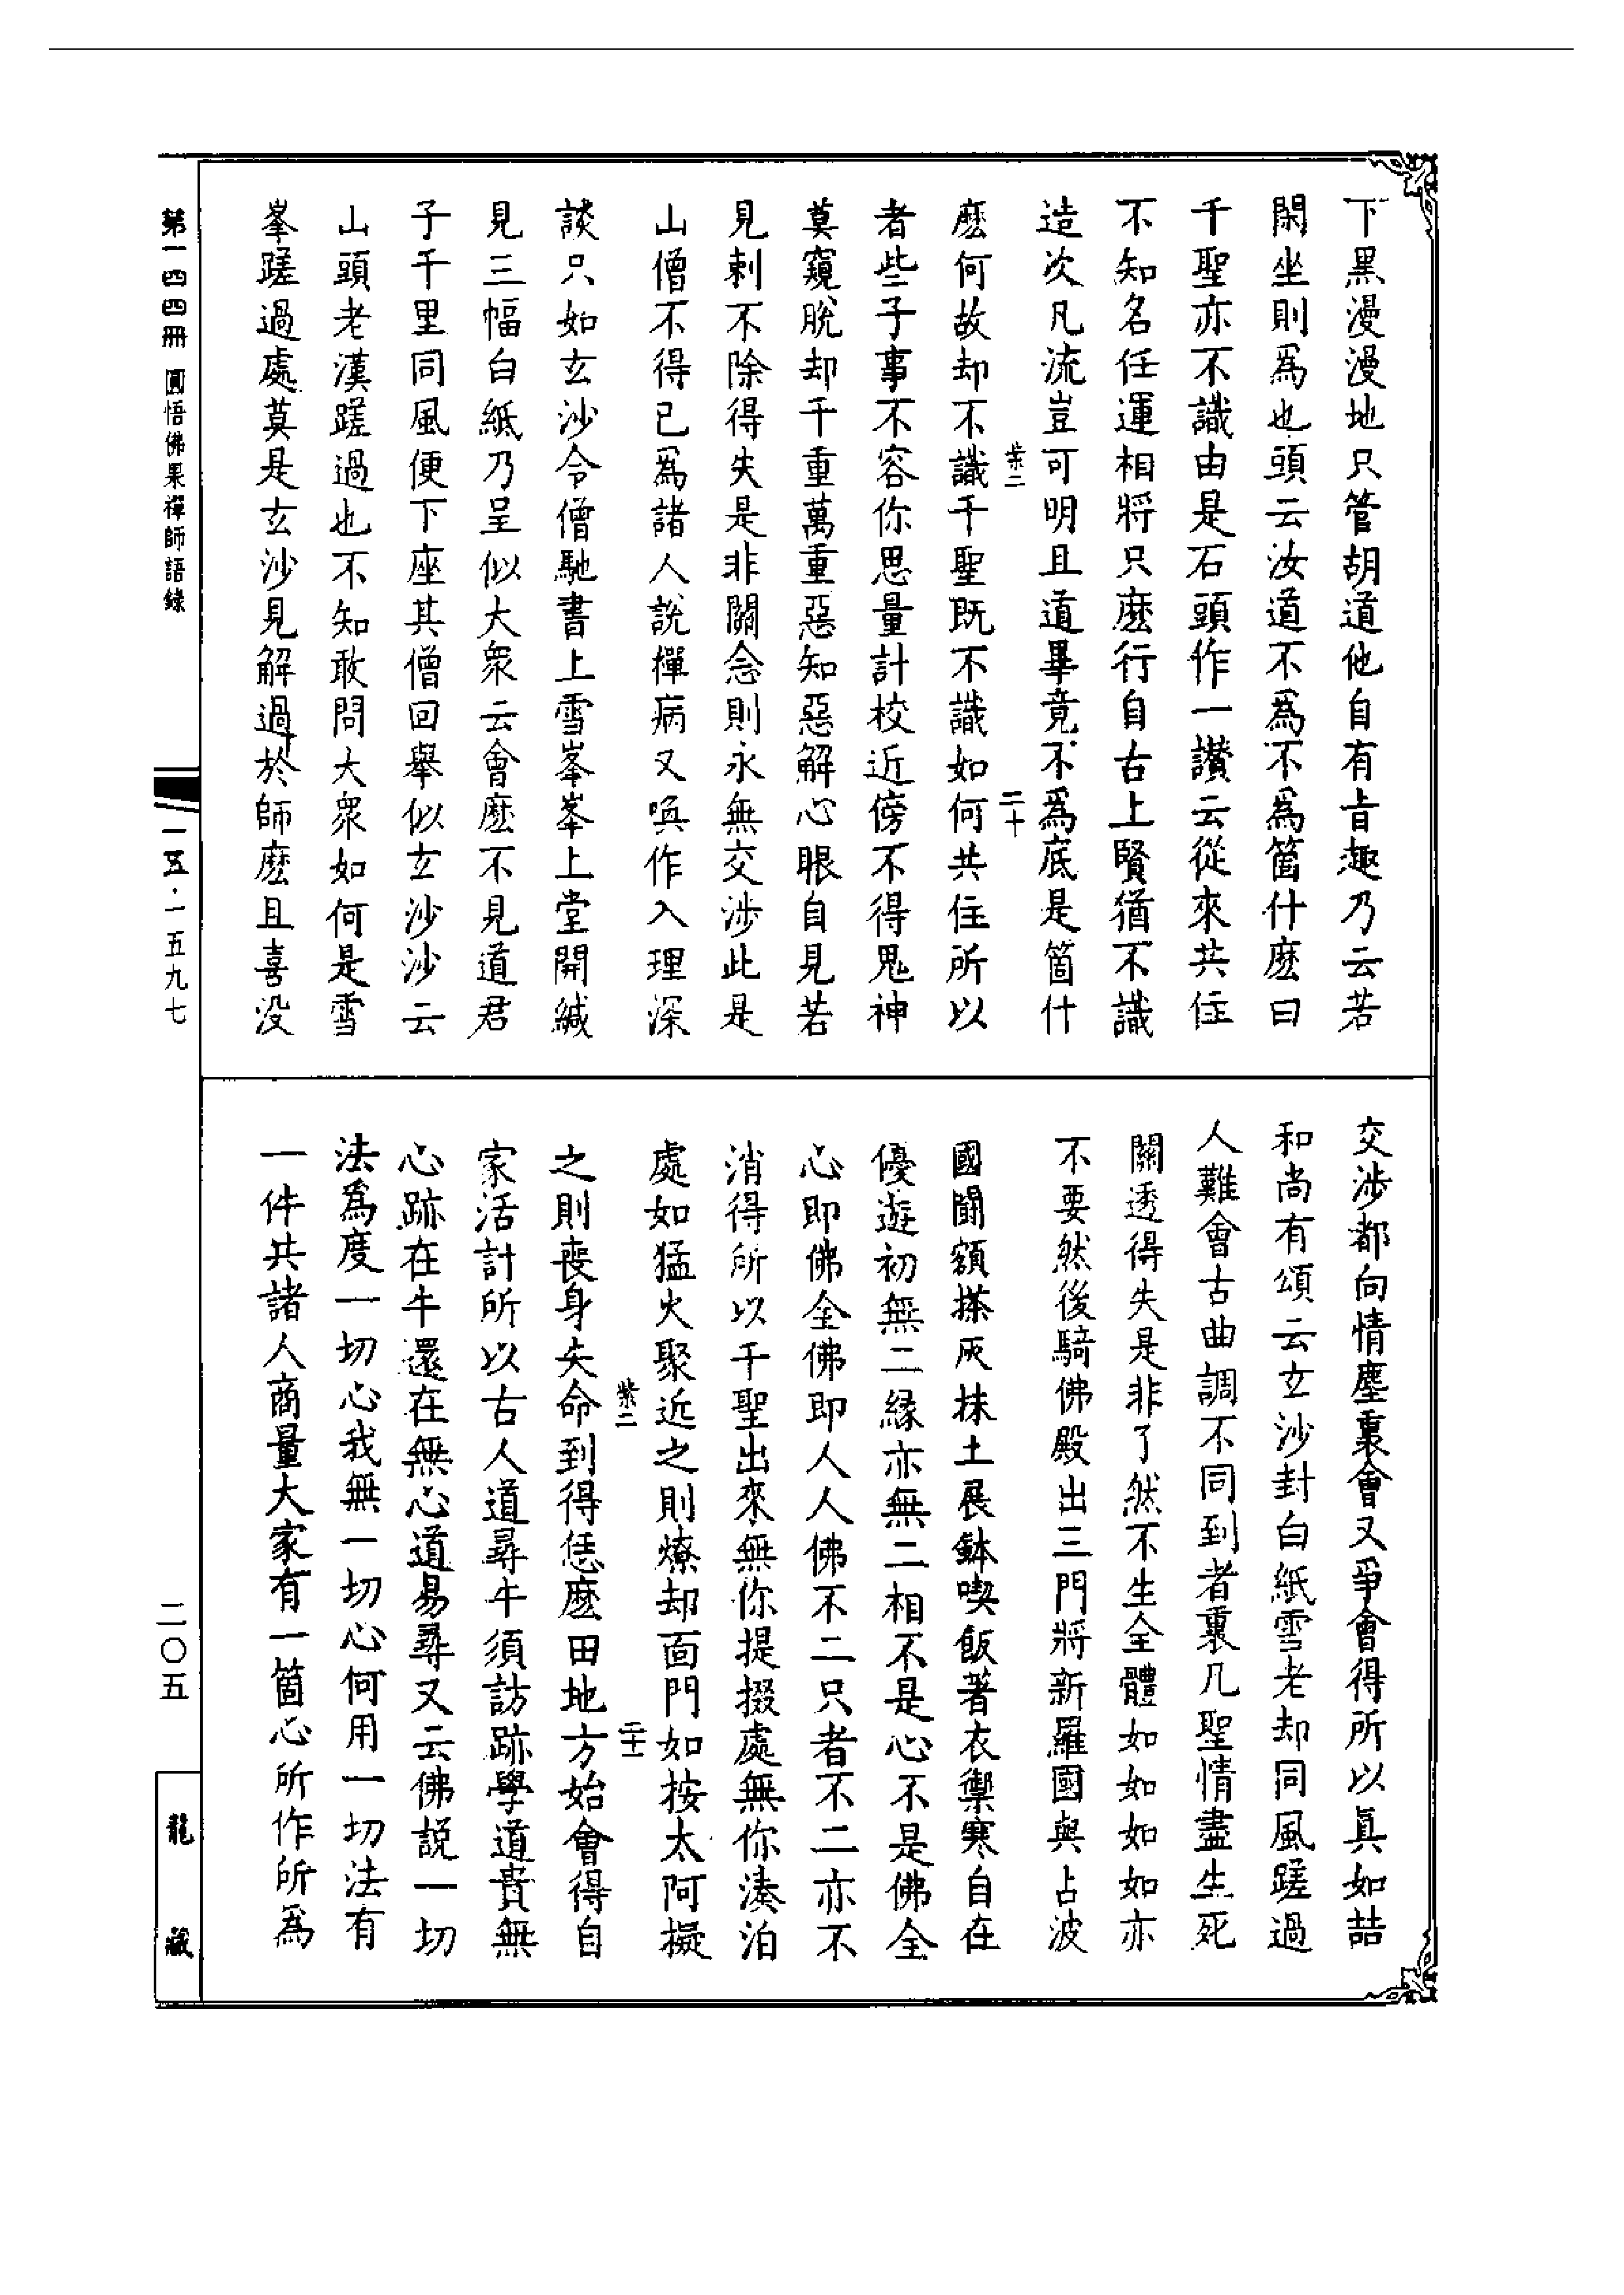 下黑漫漫地只管胡道他自有旨趣乃云若
閑坐則爲也頭云汝道不爲不爲箇什麽曰
千聖亦不識由是石頭作一讃云從來共住
不知名任運相將只麽行自古上賢猶不識
造次凡流豈可明且道畢竟不爲底是箇什
紫二
二十
麽何故却不識千聖既不識如何共住所以
者些子事不容你思量計校近傍不得鬼神
莫窺脫却千重萬重惡知惡解心眼自見若
見刺不除得失是非關念則永無交涉此是
山僧不得已爲諸人說禪病又喚作入理深
談只如玄沙令僧馳書上雪峯峯上堂開緘
見三幅白紙乃呈似大衆云會麽不見道君
子千里同風便下座其僧回舉似玄沙沙云
山頭老漢蹉過也不知敢問大衆如何是雪
峯蹉過處莫是玄沙見解過於師麽且喜没
交涉都向情塵裏會又爭會得所以真如喆
和尚有頌云玄沙封白紙雪老却同風蹉過
人難會古曲調不同到者裏凡聖情盡生死
關透得失是非了然不生全體如如如如亦
不要然後騎佛殿出三門將新羅國與占波
國鬪額搽灰抹土展鉢喫飯著衣禦寒自在
優遊初無二緣亦無二相不是心不是佛全
心即佛全佛即人人佛不二只者不二亦不
消得所以千聖出來無你提掇處無你湊泊
處如猛火聚近之則燎却面門如按太阿擬
紫二
二十一
之則喪身失命到得恁麽田地方始會得自
家活計所以古人道尋牛須訪跡學道貴無
心跡在牛還在無心道易尋又云佛説一切
法爲度一切心我無一切心何用一切法有
一件共諸人商量大家有一箇心所作所爲
第一四四冊 圓悟佛果禪師語錄
一五·一五九七
二〇五
龍藏